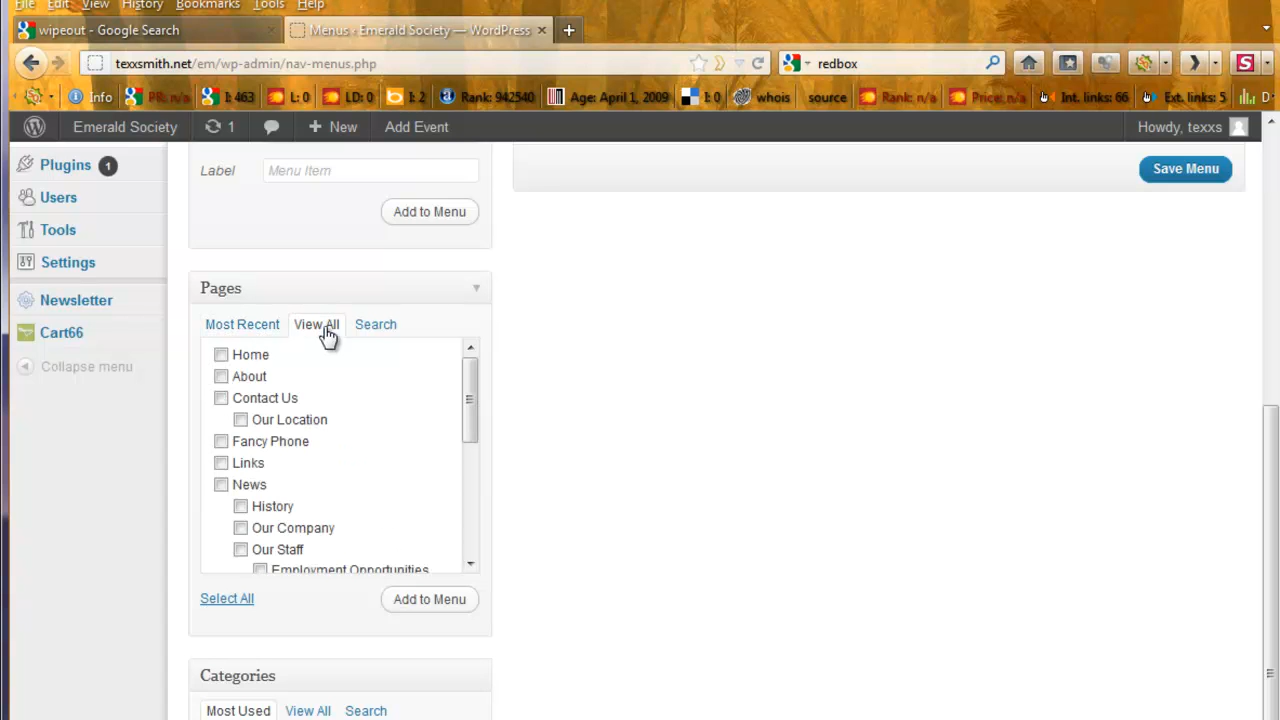 File Edit View History Bookmarks Tools Help
wipeout - Google Search
Menus ‹ Emerald Society — WordPress
texxsmith.net/em/wp-admin/nav-menus.php
redbox
Info PR: n/a I: 463 L: 0 LD: 0 I: 2 Rank: 942540 Age: April 1, 2009 I: 0 whois source Rank: n/a Price: n/a Int. links: 66 Ext. links: 5 D
Emerald Society 1 New Add Event Howdy, texxs
Plugins 1
Users
Tools
Settings
Newsletter
Cart66
Collapse menu
Label Menu Item
Add to Menu
Save Menu
Pages
Most Recent View All Search
Home
About
Contact Us
Our Location
Fancy Phone
Links
News
History
Our Company
Our Staff
Employment Opportunities
Select All Add to Menu
Categories
Most Used View All Search